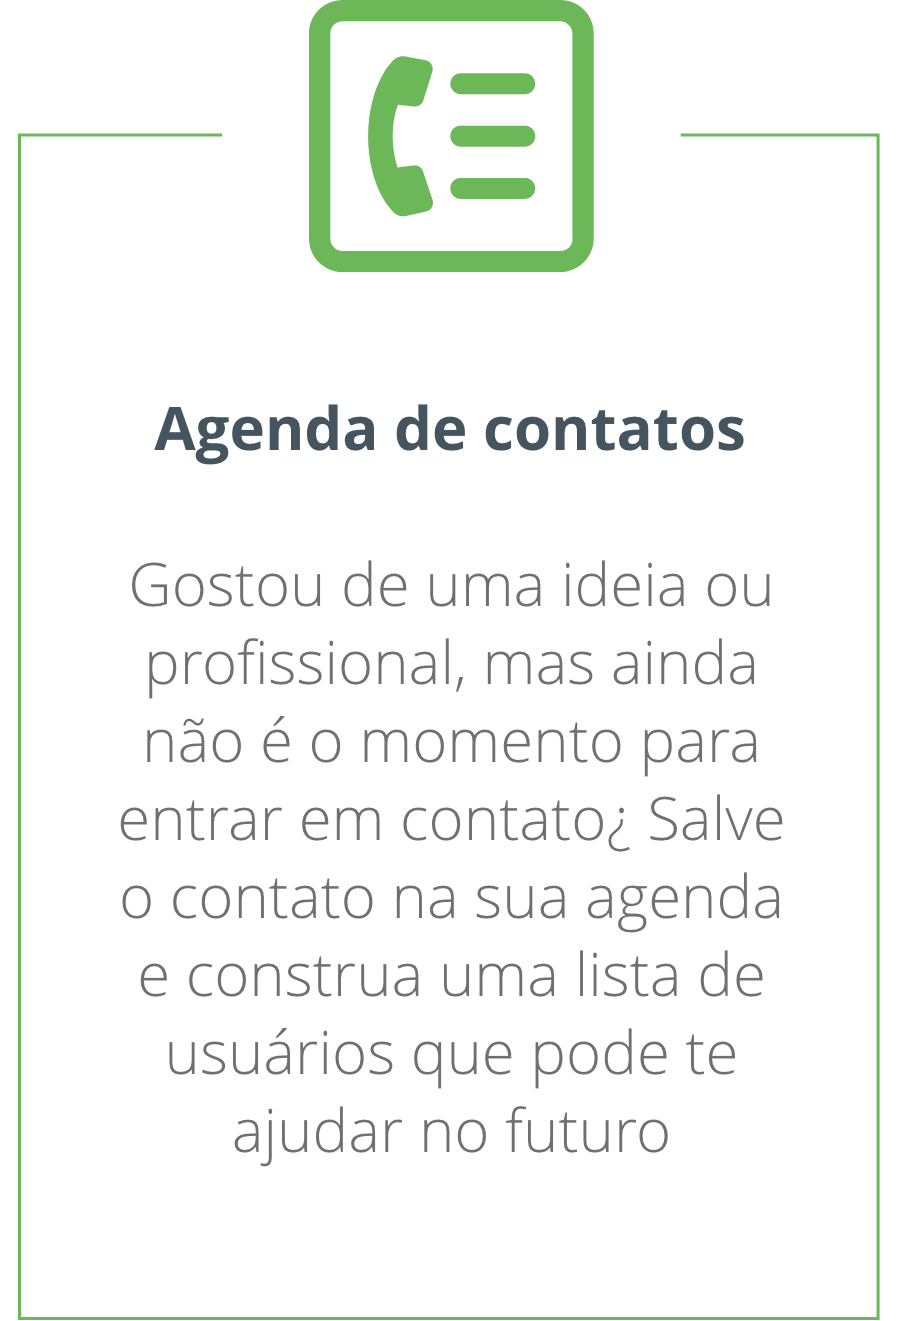 Agenda de contatos
Gostou de uma ideia ou
profissional, mas ainda
não é o momento para
entrar em contato¿ Salve
o contato na sua agenda
e construa uma lista de
usuários que pode te
ajudar no futuro